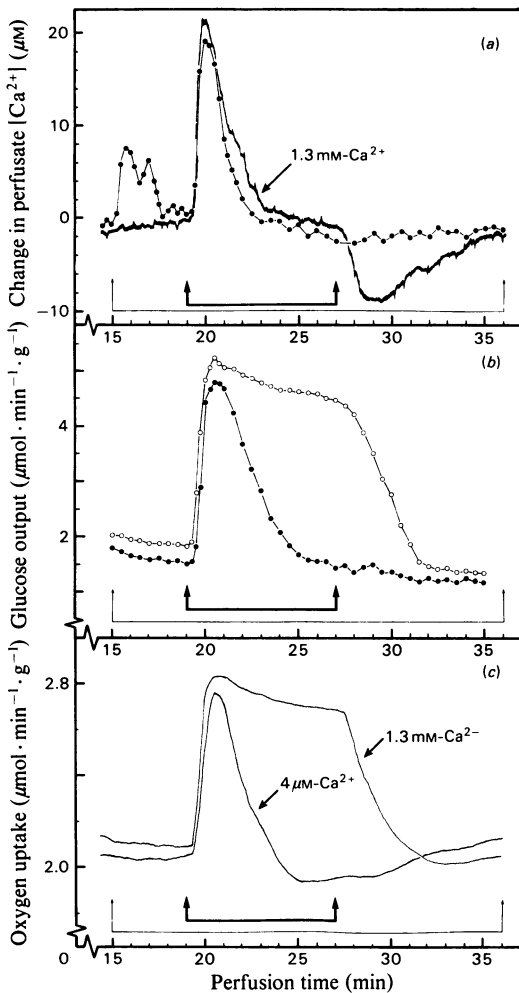 Change in perfusate [Ca²⁺] (μM)
20
10
0
−10
(a)
1.3 mM-Ca²⁺
15 20 25 30 35
Glucose output (μmol·min⁻¹·g⁻¹)
4
2
(b)
15 20 25 30 35
Oxygen uptake (μmol·min⁻¹·g⁻¹)
2.8
2.0
0
(c)
1.3 mM-Ca²⁻
4 μM-Ca²⁺
15 20 25 30 35
Perfusion time (min)